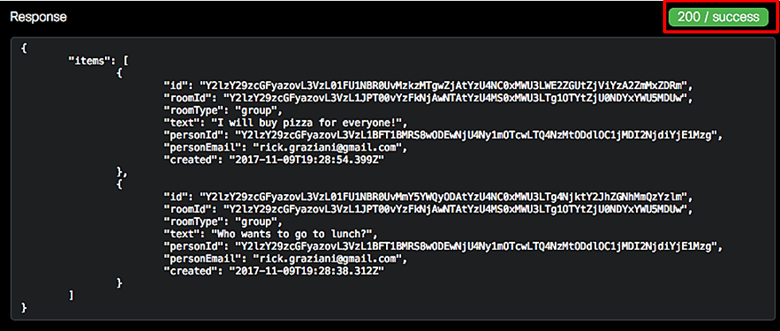 Response
200 / success
{
"items": [
{
"id": "Y2lzY29zcGFyazovL3VzL01FU1NBR0UvMzkzMTgwZjAtYzU4NC0xMWU3LWE2ZGUtZjViYzA2ZmMxZDRm",
"roomId": "Y2lzY29zcGFyazovL3VzL1JPT00vYzFkNjAwNTAtYzU4MS0xMWU3LTg1OTYtZjU0NDYxYWU5MDUw",
"roomType": "group",
"text": "I will buy pizza for everyone!",
"personId": "Y2lzY29zcGFyazovL3VzL1BFT1BMRS8wODEwNjU4Ny1mOTcwLTQ4NzMtODdlOC1jMDI2NjdiYjE1Mzg",
"personEmail": "rick.graziani@gmail.com",
"created": "2017-11-09T19:28:54.399Z"
},
{
"id": "Y2lzY29zcGFyazovL3VzL01FU1NBR0UvMmY5YWQyODAtYzU4NC0xMWU3LTg4NjktY2JhZGNhMmQzYzlm",
"roomId": "Y2lzY29zcGFyazovL3VzL1JPT00vYzFkNjAwNTAtYzU4MS0xMWU3LTg1OTYtZjU0NDYxYWU5MDUw",
"roomType": "group",
"text": "Who wants to go to lunch?",
"personId": "Y2lzY29zcGFyazovL3VzL1BFT1BMRS8wODEwNjU4Ny1mOTcwLTQ4NzMtODdlOC1jMDI2NjdiYjE1Mzg",
"personEmail": "rick.graziani@gmail.com",
"created": "2017-11-09T19:28:38.312Z"
}
]
}